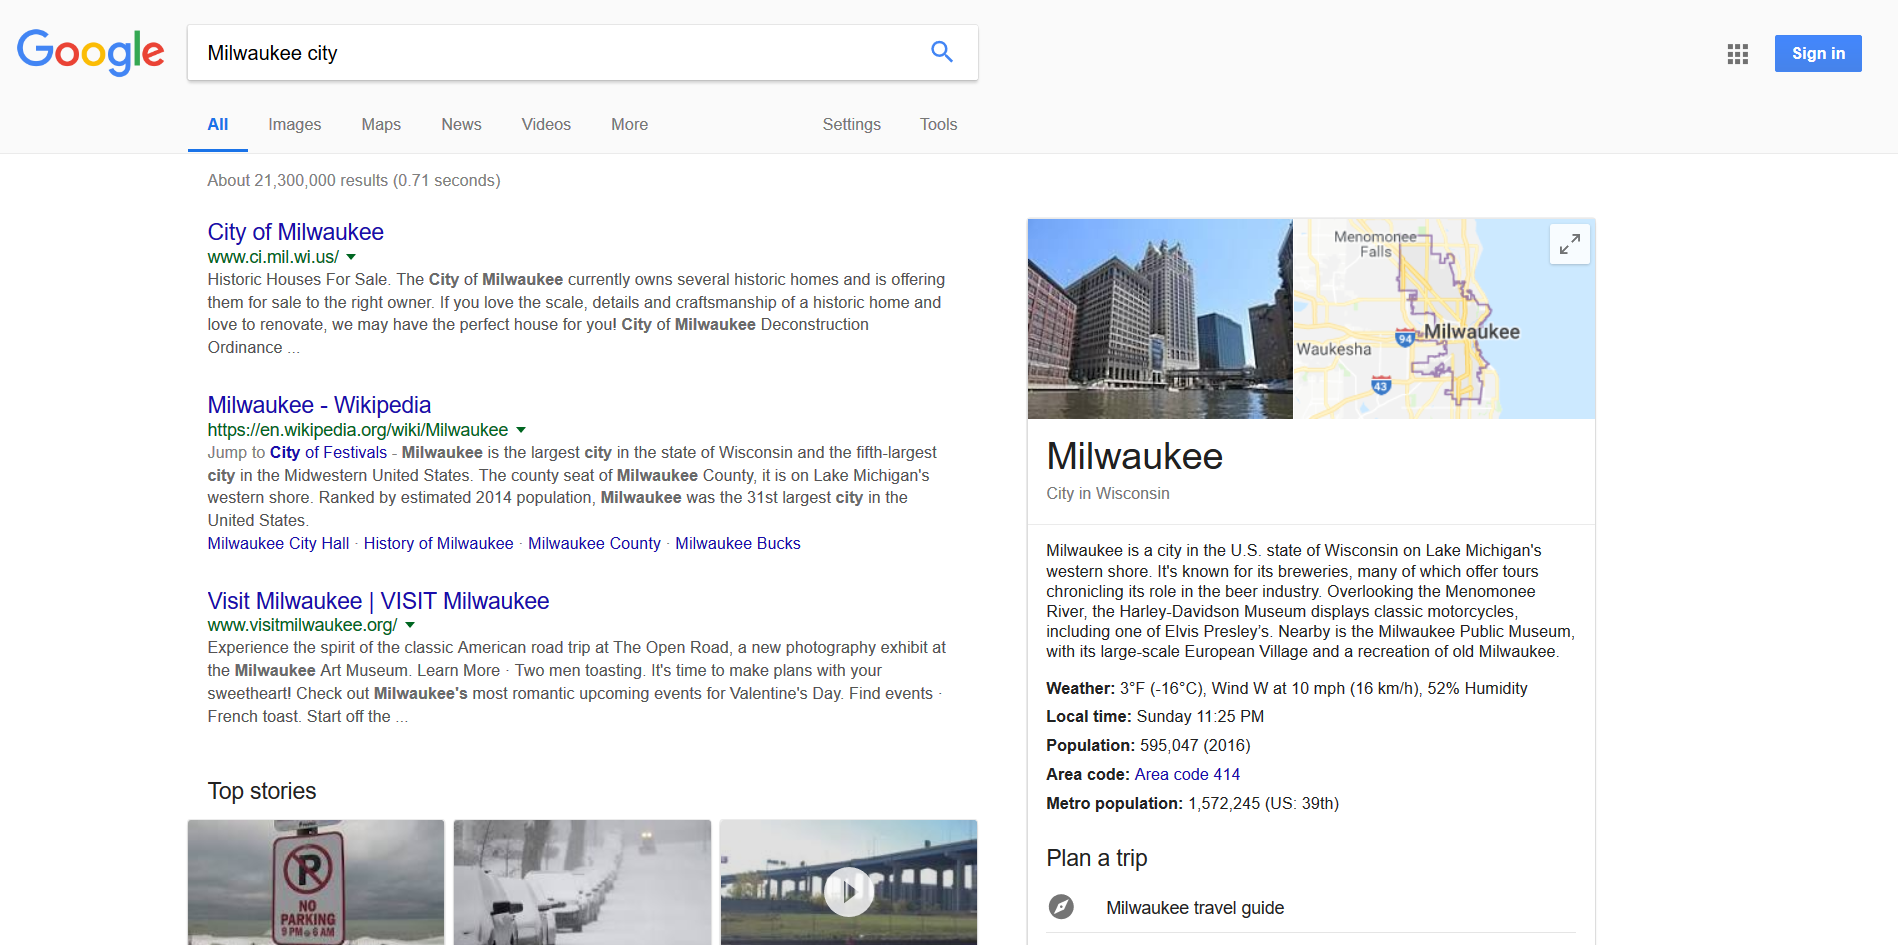 Google
Milwaukee city
Sign in
All Images Maps News Videos More Settings Tools
About 21,300,000 results (0.71 seconds)
City of Milwaukee
www.ci.mil.wi.us/
Historic Houses For Sale. The City of Milwaukee currently owns several historic homes and is offering
them for sale to the right owner. If you love the scale, details and craftsmanship of a historic home and
love to renovate, we may have the perfect house for you! City of Milwaukee Deconstruction
Ordinance ...
Milwaukee - Wikipedia
https://en.wikipedia.org/wiki/Milwaukee
Jump to City of Festivals - Milwaukee is the largest city in the state of Wisconsin and the fifth-largest
city in the Midwestern United States. The county seat of Milwaukee County, it is on Lake Michigan's
western shore. Ranked by estimated 2014 population, Milwaukee was the 31st largest city in the
United States.
Milwaukee City Hall · History of Milwaukee · Milwaukee County · Milwaukee Bucks
Visit Milwaukee | VISIT Milwaukee
www.visitmilwaukee.org/
Experience the spirit of the classic American road trip at The Open Road, a new photography exhibit at
the Milwaukee Art Museum. Learn More · Two men toasting. It's time to make plans with your
sweetheart! Check out Milwaukee's most romantic upcoming events for Valentine's Day. Find events ·
French toast. Start off the ...
Top stories
P
NO
PARKING
9 PM 6 AM
Menomonee
Falls
Milwaukee
94
Waukesha
43
Milwaukee
City in Wisconsin
Milwaukee is a city in the U.S. state of Wisconsin on Lake Michigan's
western shore. It's known for its breweries, many of which offer tours
chronicling its role in the beer industry. Overlooking the Menomonee
River, the Harley-Davidson Museum displays classic motorcycles,
including one of Elvis Presley’s. Nearby is the Milwaukee Public Museum,
with its large-scale European Village and a recreation of old Milwaukee.
Weather: 3°F (-16°C), Wind W at 10 mph (16 km/h), 52% Humidity
Local time: Sunday 11:25 PM
Population: 595,047 (2016)
Area code: Area code 414
Metro population: 1,572,245 (US: 39th)
Plan a trip
Milwaukee travel guide